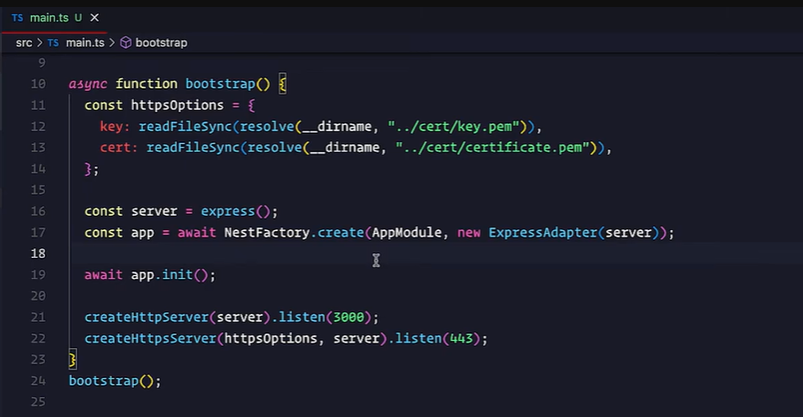 TS main.ts U ✕
src > TS main.ts > bootstrap
9
10 async function bootstrap() {
11   const httpsOptions = {
12     key: readFileSync(resolve(__dirname, "../cert/key.pem")),
13     cert: readFileSync(resolve(__dirname, "../cert/certificate.pem")),
14   };
15
16   const server = express();
17   const app = await NestFactory.create(AppModule, new ExpressAdapter(server));
18
19   await app.init();
20
21   createHttpServer(server).listen(3000);
22   createHttpsServer(httpsOptions, server).listen(443);
23 }
24 bootstrap();
25